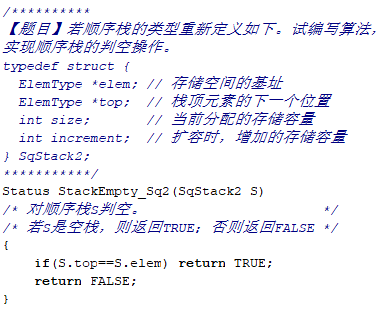 /**********
【题目】若顺序栈的类型重新定义如下。试编写算法，
实现顺序栈的判空操作。
typedef struct {
  ElemType *elem; // 存储空间的基址
  ElemType *top;  // 栈顶元素的下一个位置
  int size;       // 当前分配的存储容量
  int increment;  // 扩容时，增加的存储容量
} SqStack2;
***********/
Status StackEmpty_Sq2(SqStack2 S)
/* 对顺序栈S判空。                      */
/* 若S是空栈，则返回TRUE；否则返回FALSE */
{
    if(S.top==S.elem) return TRUE;
    return FALSE;
}